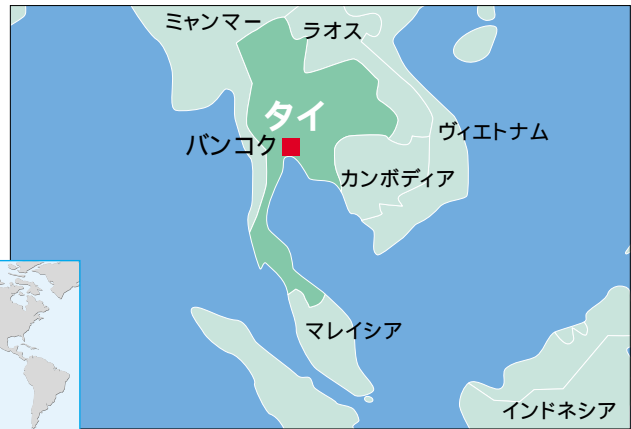 ミャンマー
ラオス
タイ
バンコク
ヴィエトナム
カンボディア
マレイシア
インドネシア